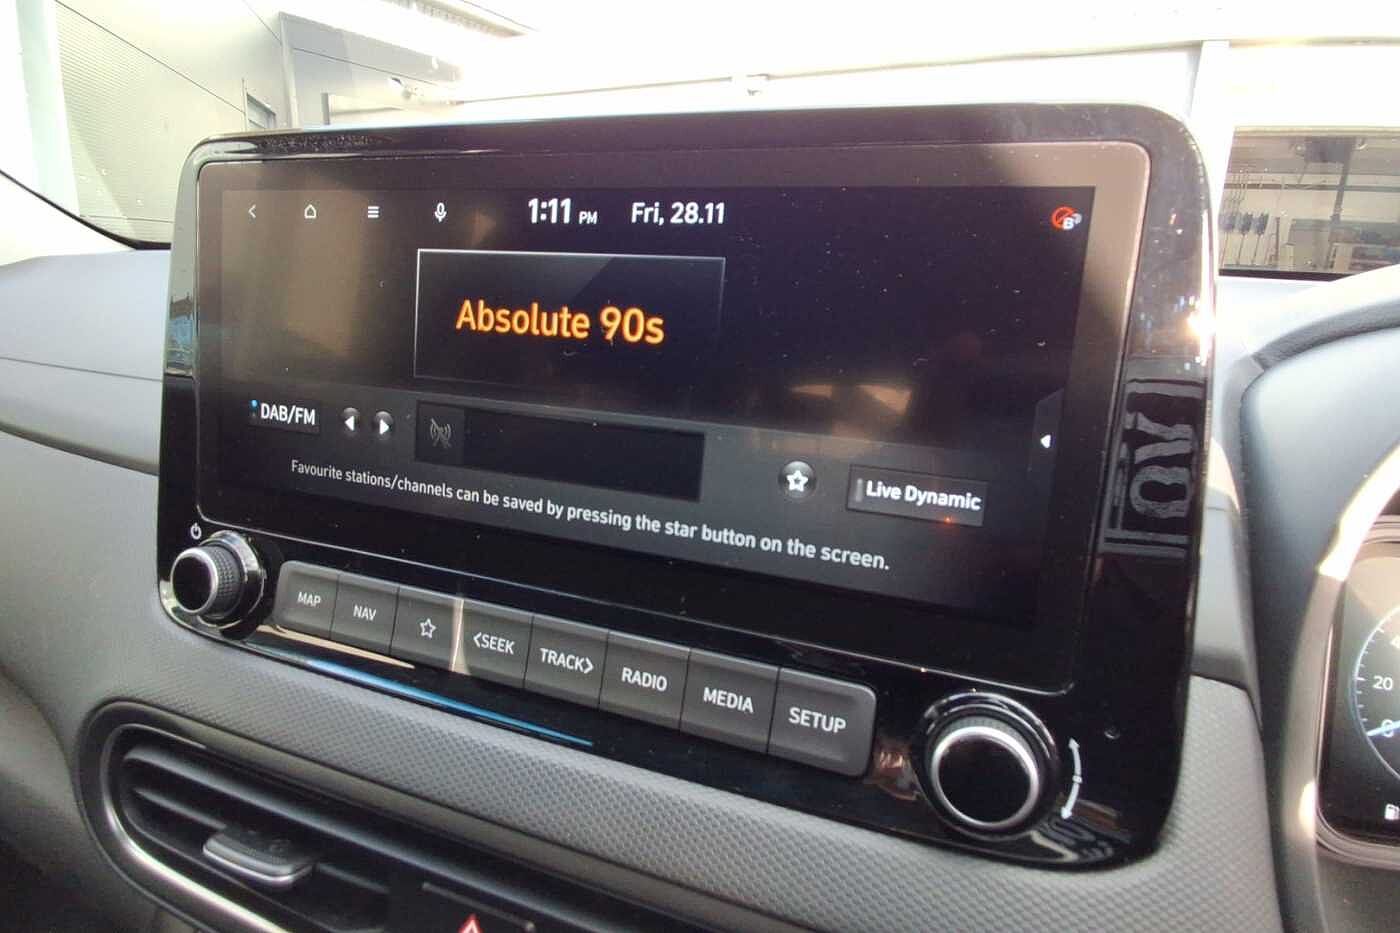 1:11 PM Fri, 28.11
Absolute 90s
DAB/FM
Live Dynamic
Favourite stations/channels can be saved by pressing the star button on the screen.
MAP
NAV
<SEEK
TRACK>
RADIO
MEDIA
SETUP
20